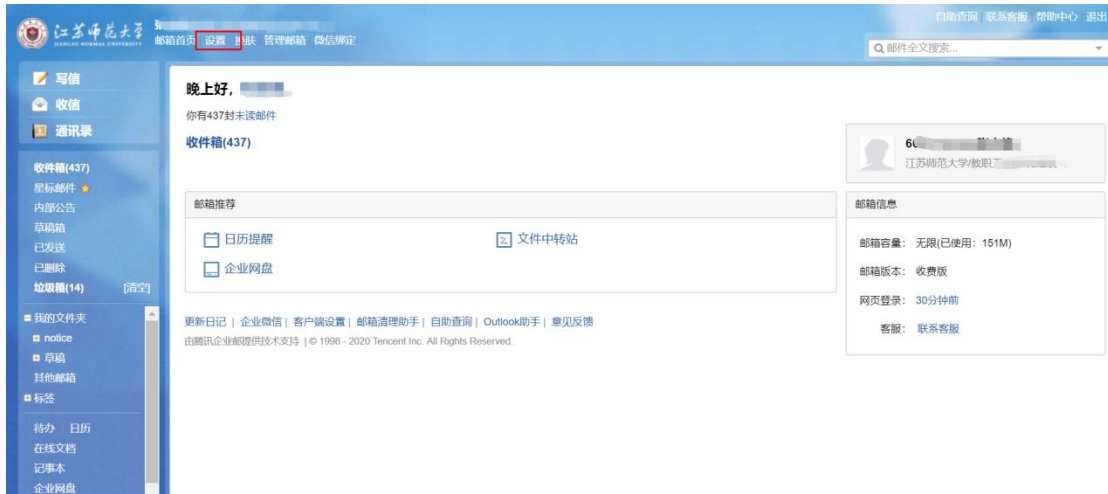 江苏师范大学
JIANGSU NORMAL UNIVERSITY
邮箱首页 设置 换肤 管理邮箱 微信绑定
自助查询 | 联系客服 | 帮助中心 | 退出
邮件全文搜索...
写信
收信
通讯录
收件箱(437)
星标邮件
内部公告
草稿箱
已发送
已删除
垃圾箱(14) [清空]
我的文件夹
notice
草稿
其他邮箱
标签
待办 日历
在线文档
记事本
企业网盘
晚上好,
你有437封未读邮件
收件箱(437)
邮箱推荐
日历提醒
文件中转站
企业网盘
更新日记 | 企业微信 | 客户端设置 | 邮箱清理助手 | 自助查询 | Outlook助手 | 意见反馈
由腾讯企业邮提供技术支持 | © 1998 - 2020 Tencent Inc. All Rights Reserved.
江苏师范大学/教职
邮箱信息
邮箱容量: 无限(已使用: 151M)
邮箱版本: 收费版
网页登录: 30分钟前
客服: 联系客服